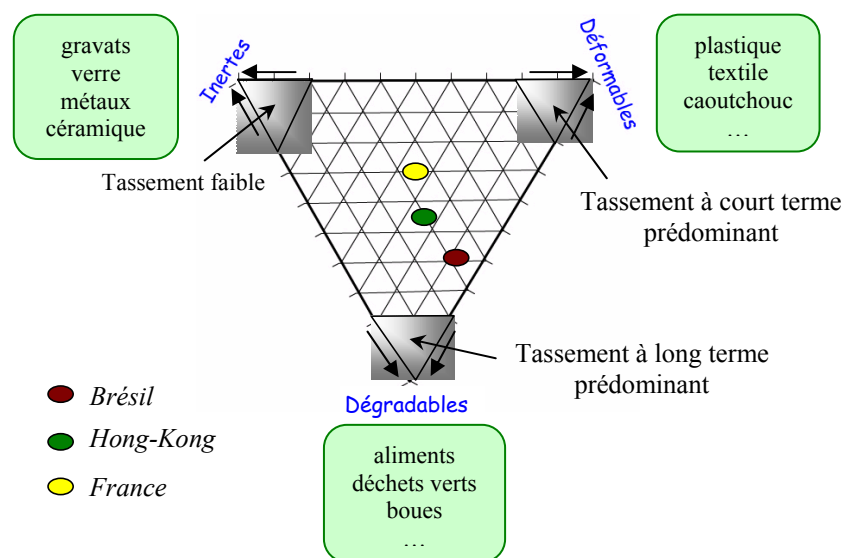 gravats
verre
métaux
céramique
Inertes
Déformables
plastique
textile
caoutchouc
…
Tassement faible
Tassement à court terme
prédominant
Tassement à long terme
prédominant
Dégradables
Brésil
Hong-Kong
France
aliments
déchets verts
boues
…